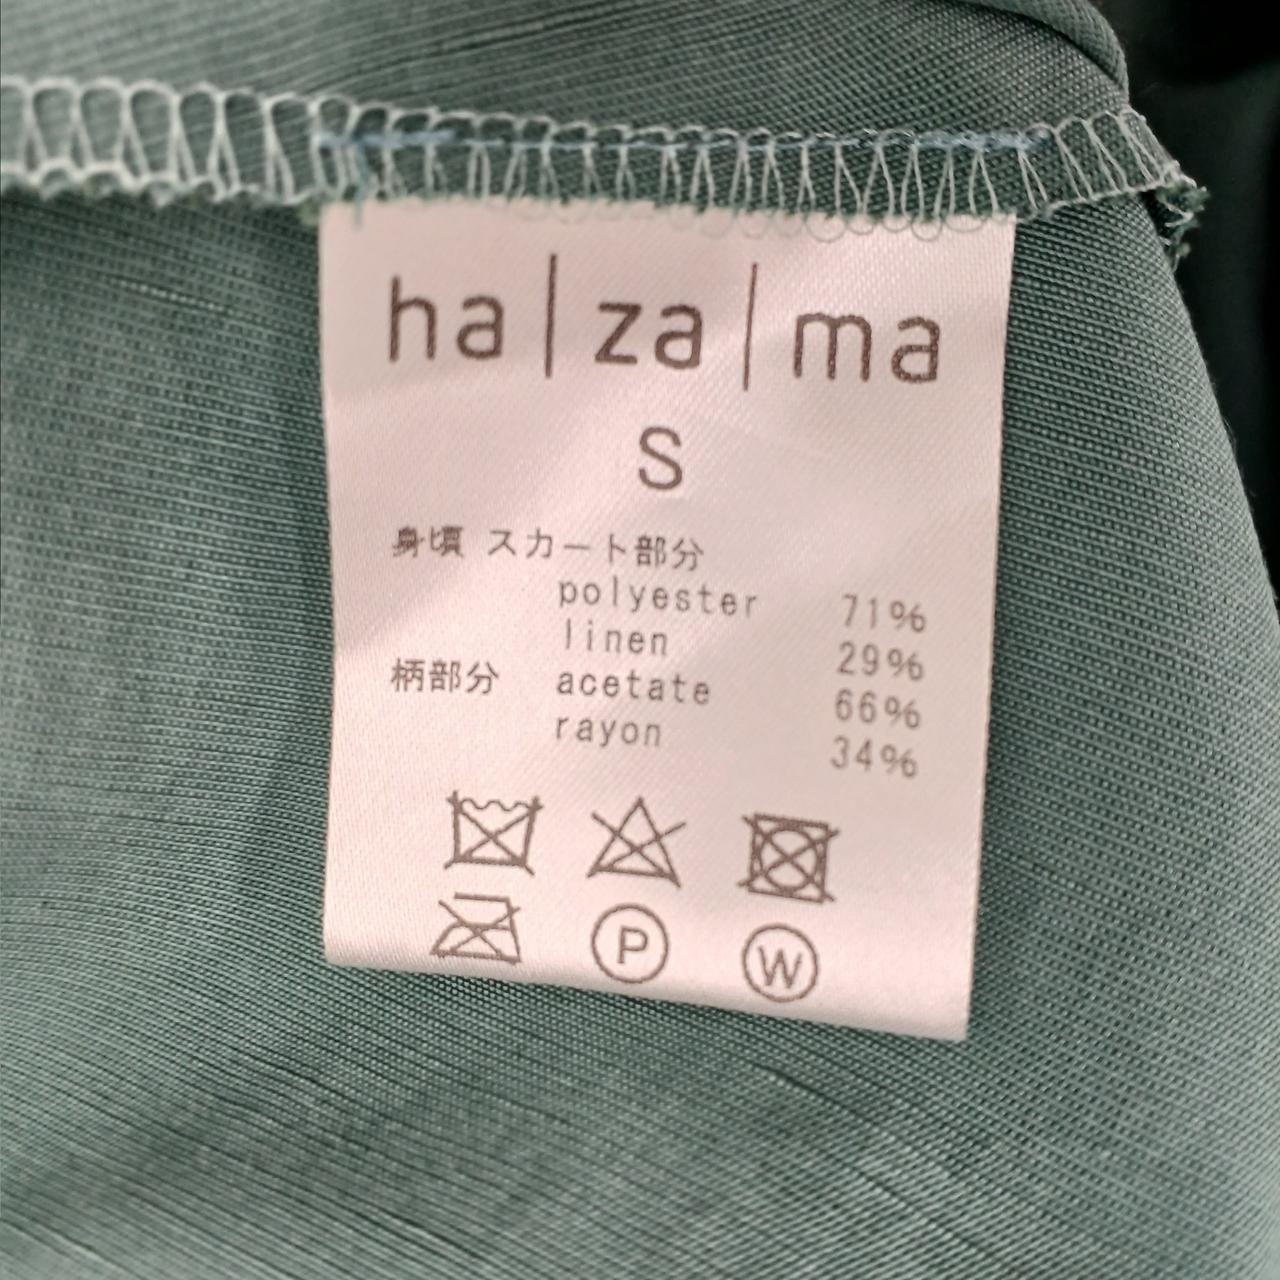 ha|za|ma
S
身頃 スカート部分
polyester 71%
linen 29%
柄部分 acetate 66%
rayon 34%
P W